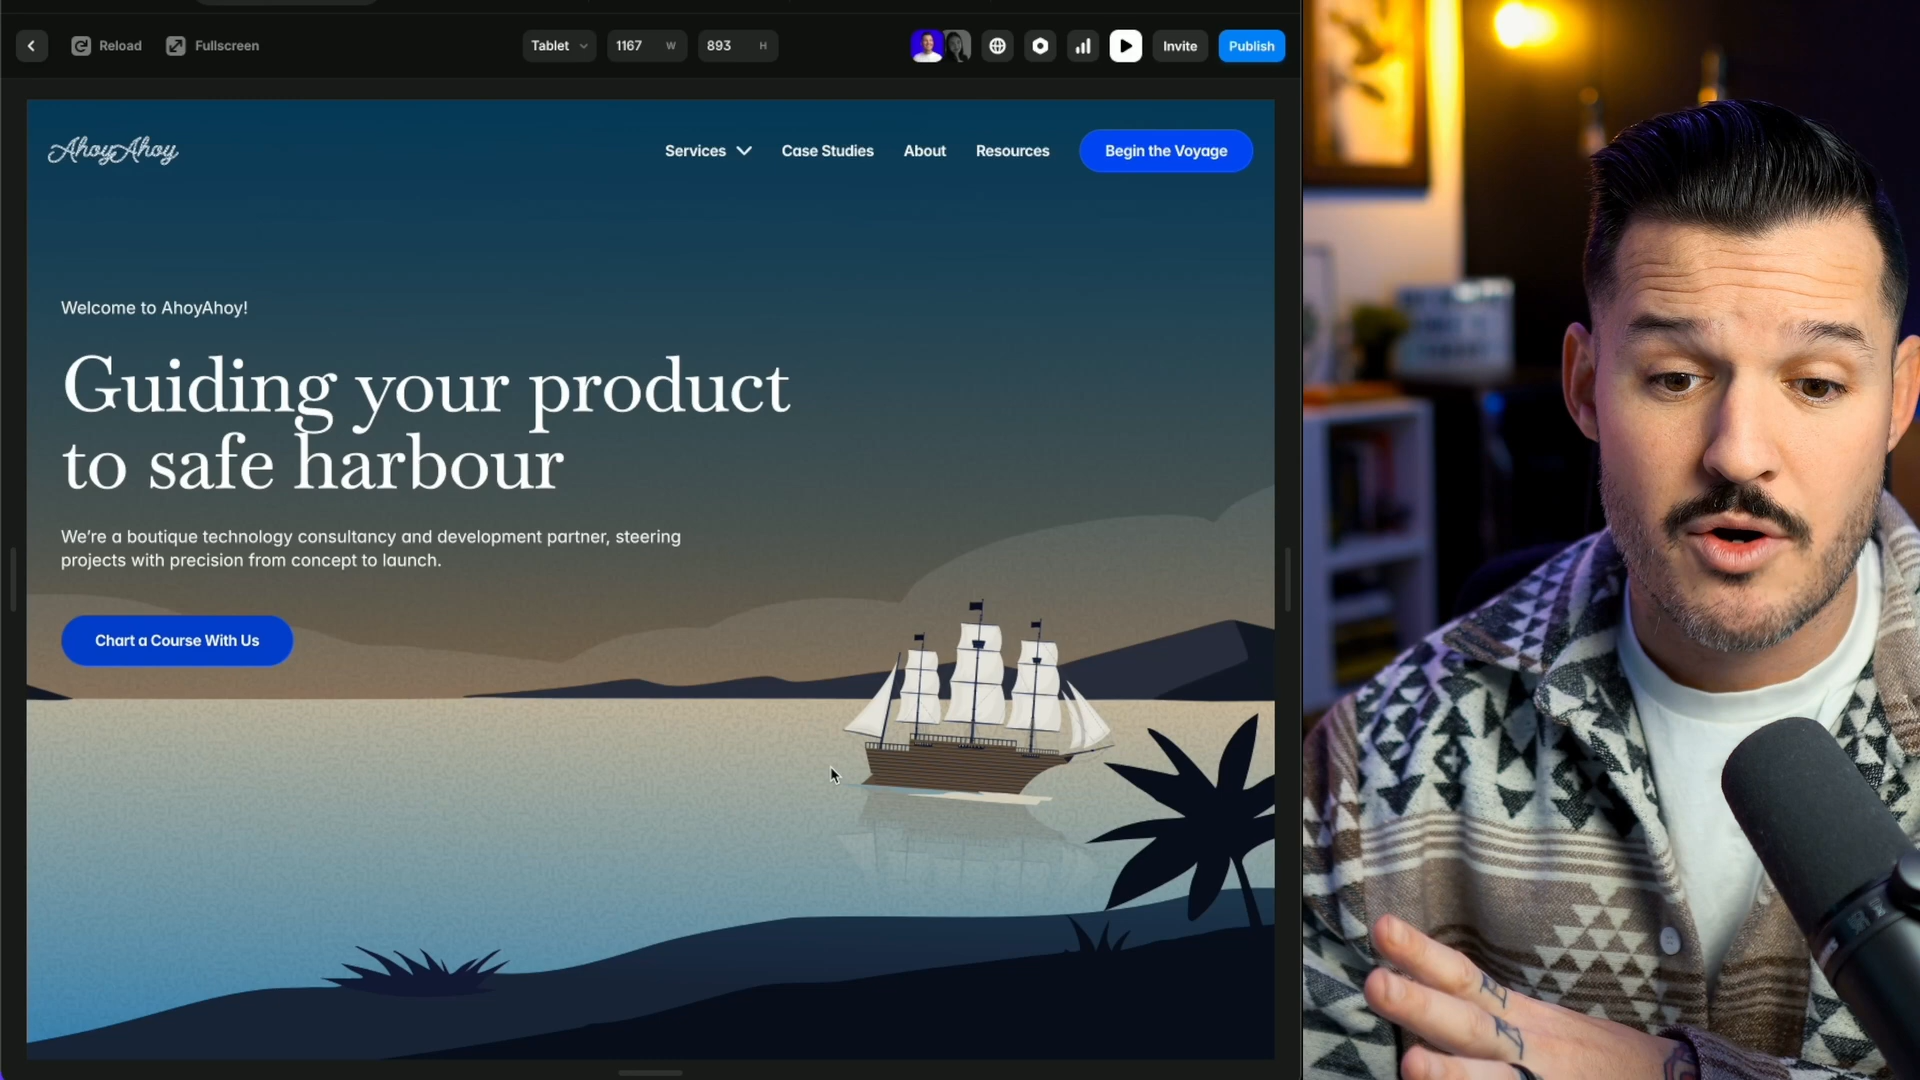 Reload
Fullscreen
Tablet
1167 W
893 H
Invite
Publish
AhoyAhoy
Services
Case Studies
About
Resources
Begin the Voyage
Welcome to AhoyAhoy!
Guiding your product
to safe harbour
We’re a boutique technology consultancy and development partner, steering
projects with precision from concept to launch.
Chart a Course With Us